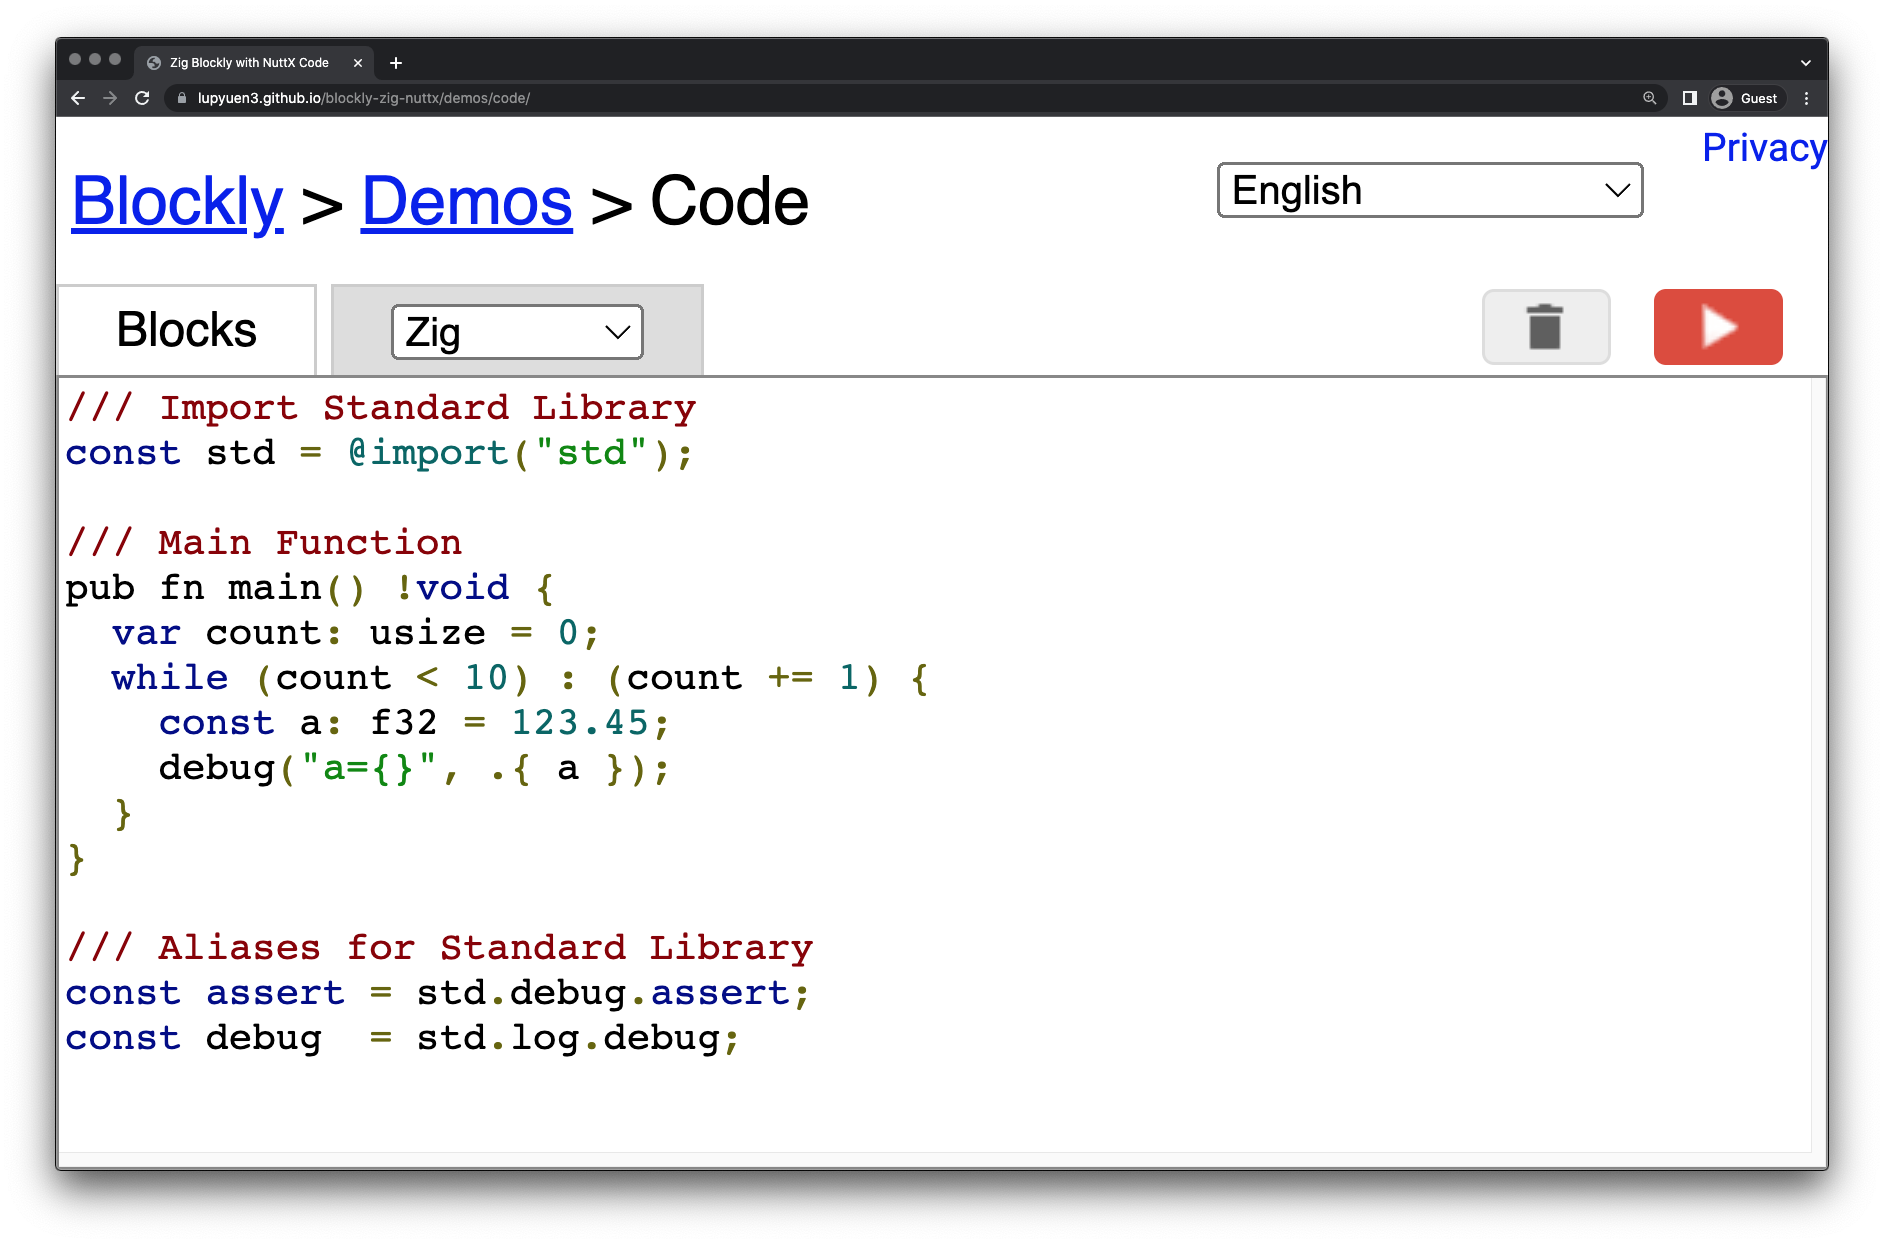 Zig Blockly with NuttX Code
lupyuen3.github.io/blockly-zig-nuttx/demos/code/
Guest
Privacy
Blockly > Demos > Code
English
Blocks
Zig
/// Import Standard Library
const std = @import("std");
/// Main Function
pub fn main() !void {
  var count: usize = 0;
  while (count < 10) : (count += 1) {
    const a: f32 = 123.45;
    debug("a={}", .{ a });
  }
}
/// Aliases for Standard Library
const assert = std.debug.assert;
const debug  = std.log.debug;